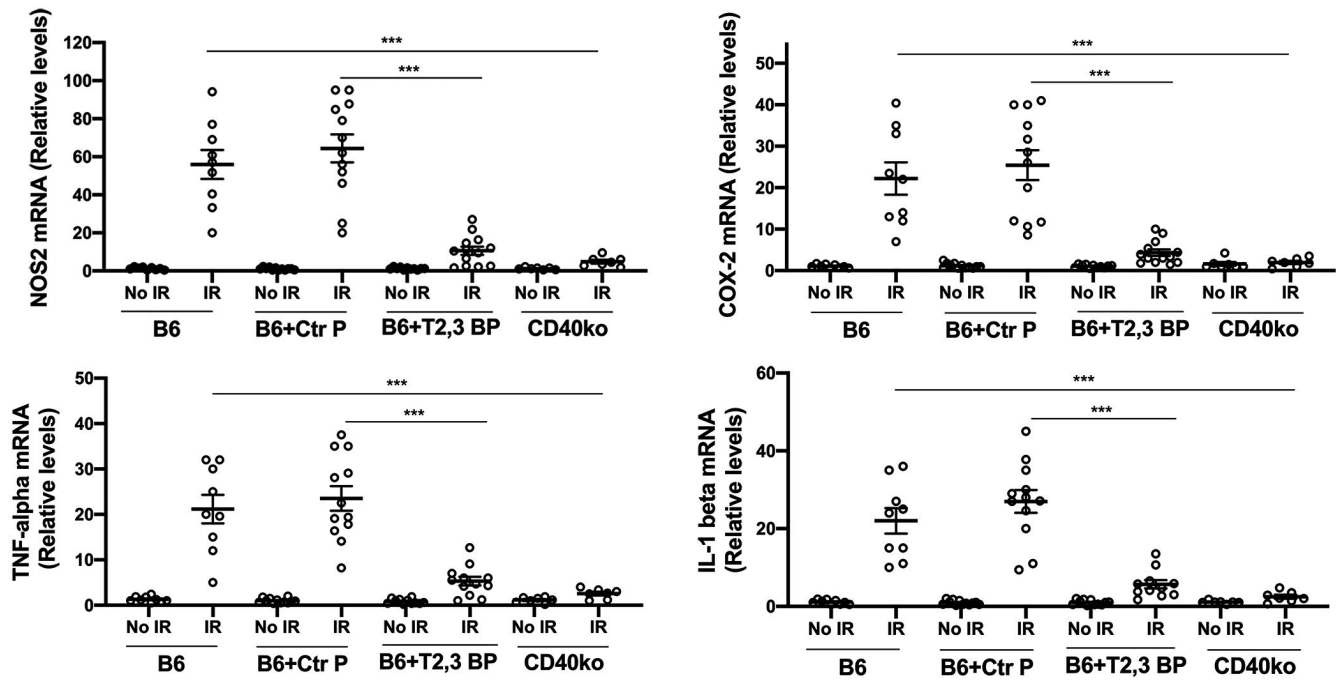 NOS2 mRNA (Relative levels)
120
100
80
60
40
20
0
***
***
No IR IR No IR IR No IR IR No IR IR
B6 B6+Ctr P B6+T2,3 BP CD40ko
COX-2 mRNA (Relative levels)
50
40
30
20
10
0
***
***
No IR IR No IR IR No IR IR No IR IR
B6 B6+Ctr P B6+T2,3 BP CD40ko
TNF-alpha mRNA
(Relative levels)
50
40
30
20
10
0
***
***
No IR IR No IR IR No IR IR No IR IR
B6 B6+Ctr P B6+T2,3 BP CD40ko
IL-1 beta mRNA
(Relative levels)
60
40
20
0
***
***
No IR IR No IR IR No IR IR No IR IR
B6 B6+Ctr P B6+T2,3 BP CD40ko